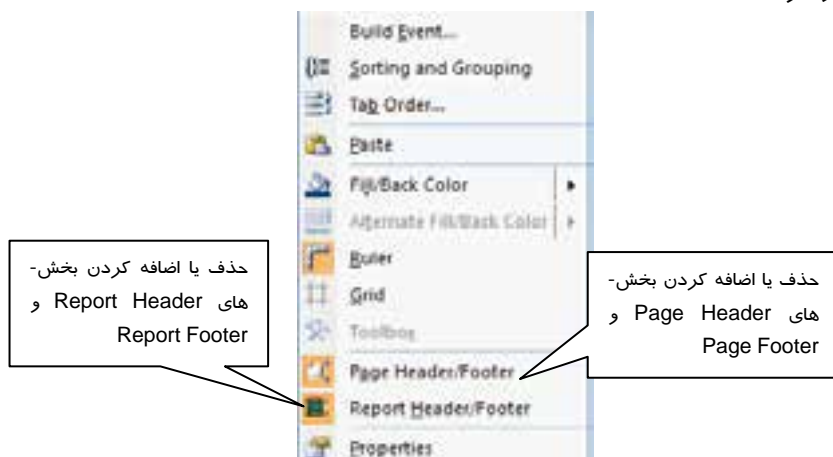 Build Event...
Sorting and Grouping
Tab Order...
Paste
Fill/Back Color
Alternate Fill/Back Color
Ruler
Grid
Toolbox
Page Header/Footer
Report Header/Footer
Properties
حذف یا اضافه کردن بخش-
های Report Header و
Report Footer
حذف یا اضافه کردن بخش-
های Page Header و
Page Footer